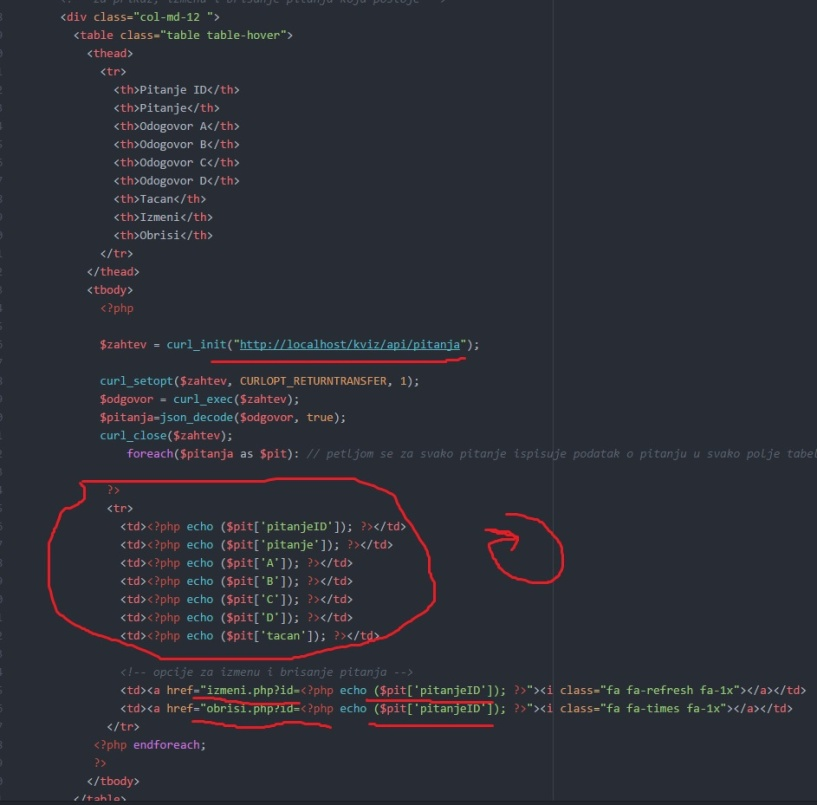 <!-- za prikaz, izmenu i brisanje pitanja koja postoje -->
<div class="col-md-12 ">
<table class="table table-hover">
<thead>
<tr>
<th>Pitanje ID</th>
<th>Pitanje</th>
<th>Odogovor A</th>
<th>Odogovor B</th>
<th>Odogovor C</th>
<th>Odogovor D</th>
<th>Tacan</th>
<th>Izmeni</th>
<th>Obrisi</th>
</tr>
</thead>
<tbody>
<?php
$zahtev = curl_init("http://localhost/kviz/api/pitanja");
curl_setopt($zahtev, CURLOPT_RETURNTRANSFER, 1);
$odgovor = curl_exec($zahtev);
$pitanja=json_decode($odgovor, true);
curl_close($zahtev);
foreach($pitanja as $pit): // petljom se za svako pitanje ispisuje podatak o pitanju u svako polje tabel
?>
<tr>
<td><?php echo ($pit['pitanjeID']); ?></td>
<td><?php echo ($pit['pitanje']); ?></td>
<td><?php echo ($pit['A']); ?></td>
<td><?php echo ($pit['B']); ?></td>
<td><?php echo ($pit['C']); ?></td>
<td><?php echo ($pit['D']); ?></td>
<td><?php echo ($pit['tacan']); ?></td>
<!-- opcije za izmenu i brisanje pitanja -->
<td><a href="izmeni.php?id=<?php echo ($pit['pitanjeID']); ?>"><i class="fa fa-refresh fa-1x"></a></td>
<td><a href="obrisi.php?id=<?php echo ($pit['pitanjeID']); ?>"><i class="fa fa-times fa-1x"></a></td>
</tr>
<?php endforeach;
?>
</tbody>
</table>